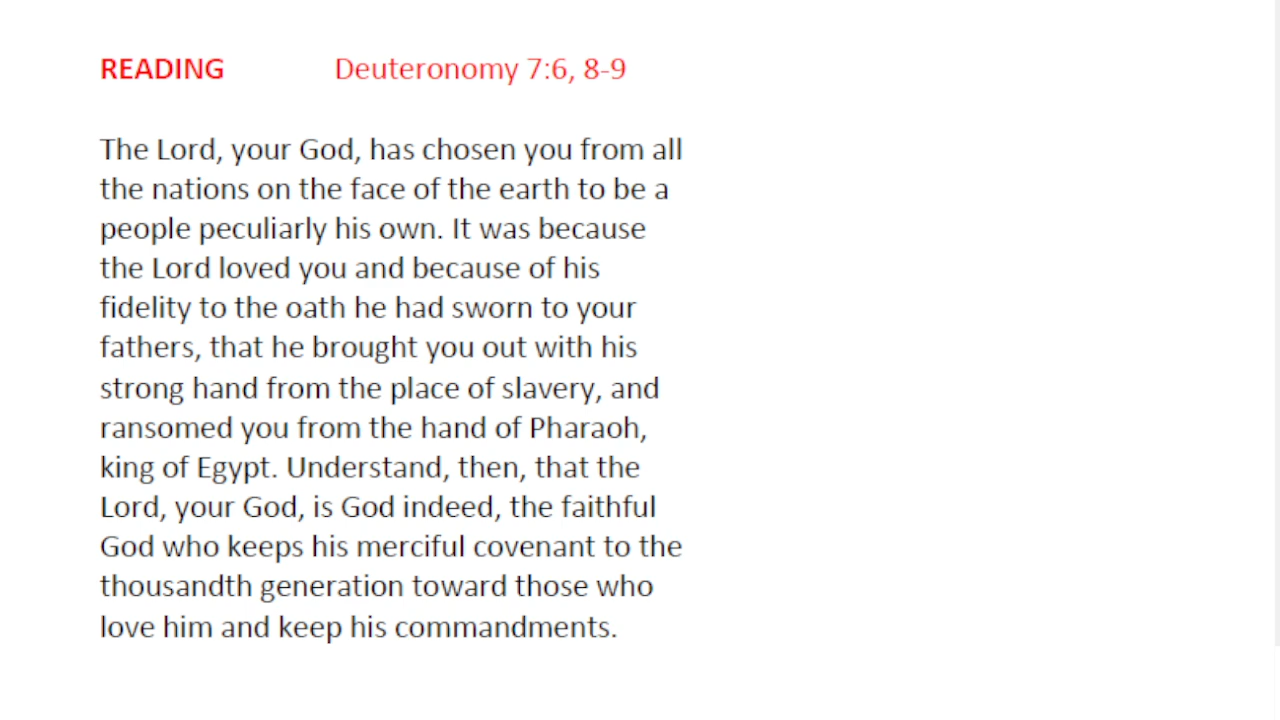 READING Deuteronomy 7:6, 8-9
The Lord, your God, has chosen you from all
the nations on the face of the earth to be a
people peculiarly his own. It was because
the Lord loved you and because of his
fidelity to the oath he had sworn to your
fathers, that he brought you out with his
strong hand from the place of slavery, and
ransomed you from the hand of Pharaoh,
king of Egypt. Understand, then, that the
Lord, your God, is God indeed, the faithful
God who keeps his merciful covenant to the
thousandth generation toward those who
love him and keep his commandments.